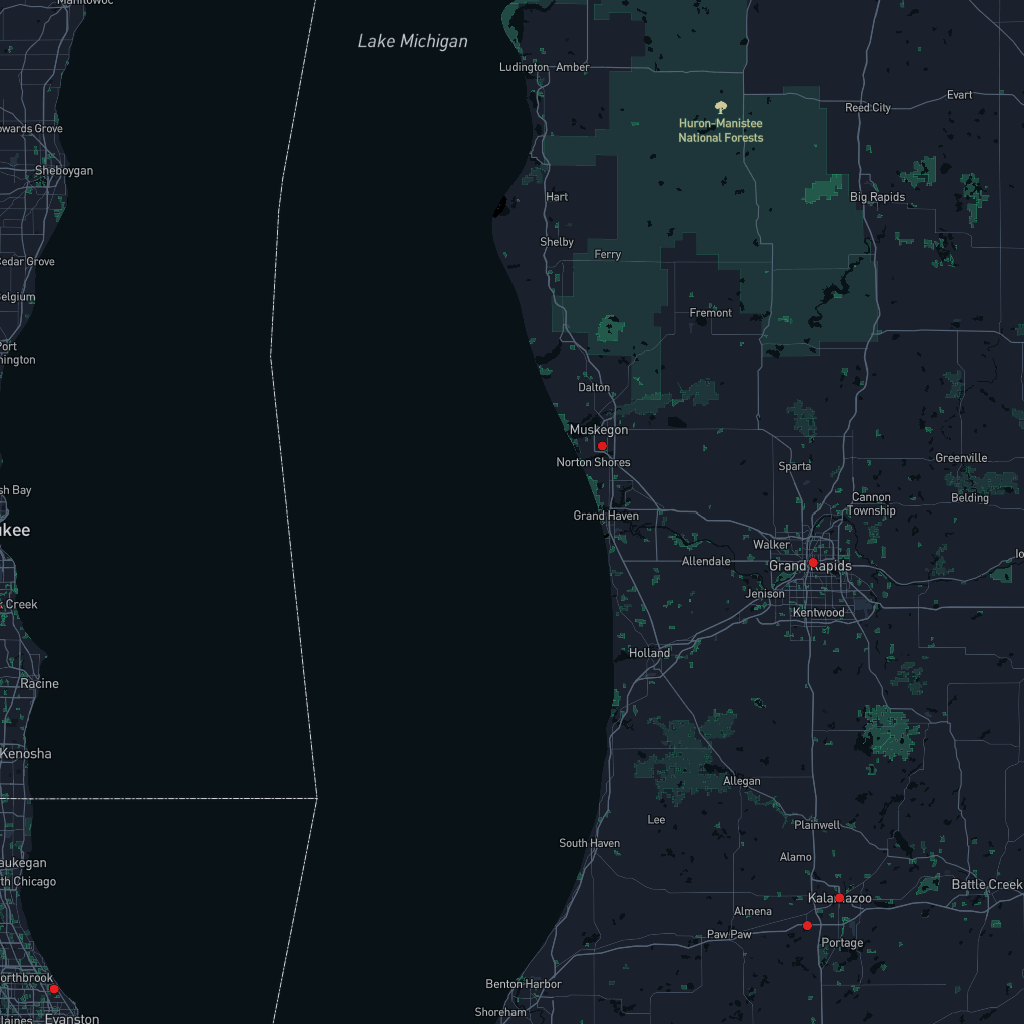 Manitowoc
Lake Michigan
Ludington
Amber
Evart
Reed City
Huron-Manistee
National Forests
owards Grove
Sheboygan
Hart
Big Rapids
Shelby
Ferry
Cedar Grove
Belgium
Fremont
Port
hington
Dalton
Muskegon
Norton Shores
Sparta
Greenville
Belding
sh Bay
Cannon
Township
Grand Haven
ukee
Walker
Allendale
Grand Rapids
Io
Jenison
Kentwood
k Creek
Holland
Racine
Kenosha
Allegan
Lee
Plainwell
South Haven
Alamo
aukegan
th Chicago
Battle Creek
Kalamazoo
Almena
Paw Paw
Portage
orthbrook
Benton Harbor
Shoreham
Evanston
laines